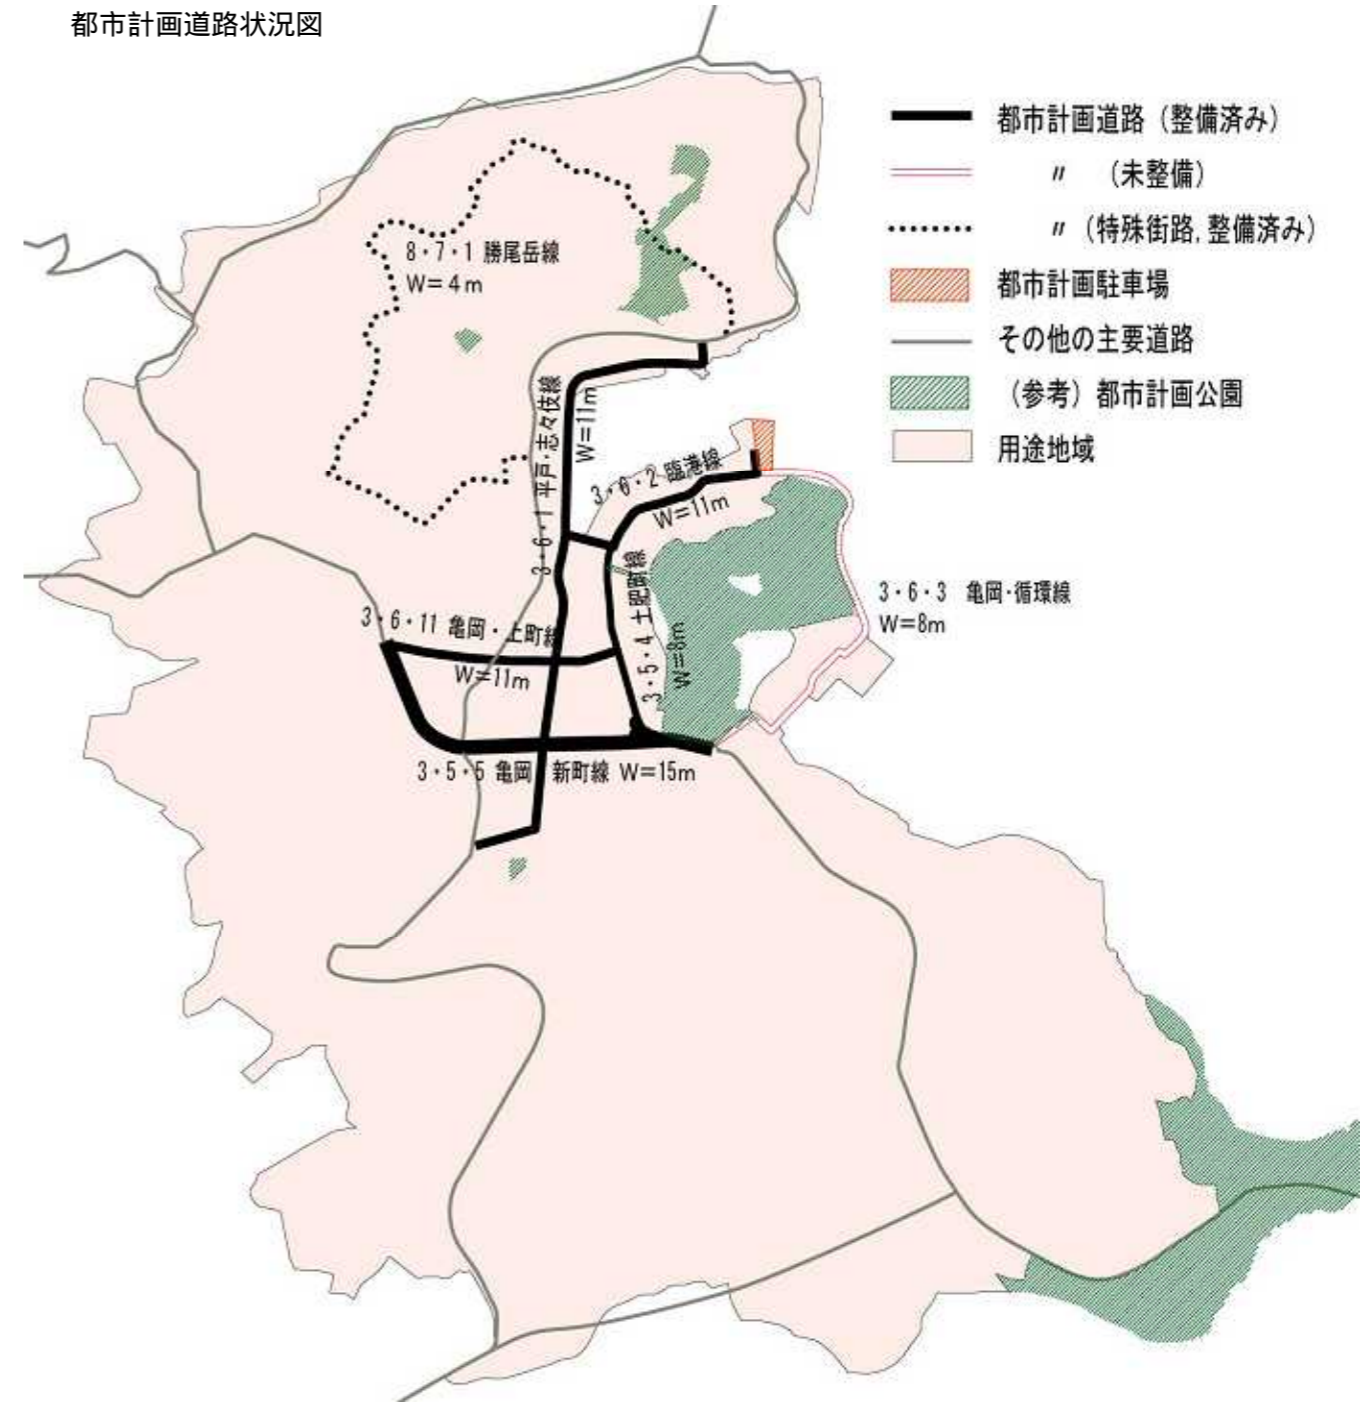 都市計画道路状況図
都市計画道路（整備済み）
〃 （未整備）
〃（特殊街路,整備済み）
都市計画駐車場
その他の主要道路
（参考）都市計画公園
用途地域
8・7・1 勝尾岳線
W＝4m
3・6・1 平戸・志々伎線
W＝11m
3・6・2 臨港線
W＝11m
3・6・3 亀岡・循環線
W＝8m
3・5・4 土肥町線
W＝8m
3・6・11 亀岡・上町線
W＝11m
3・5・5 亀岡・新町線 W＝15m